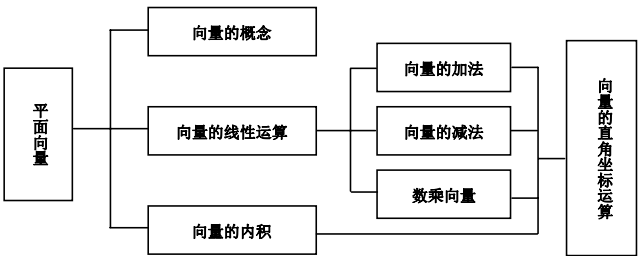 平面向量
向量的概念
向量的线性运算
向量的内积
向量的加法
向量的减法
数乘向量
向量的直角坐标运算